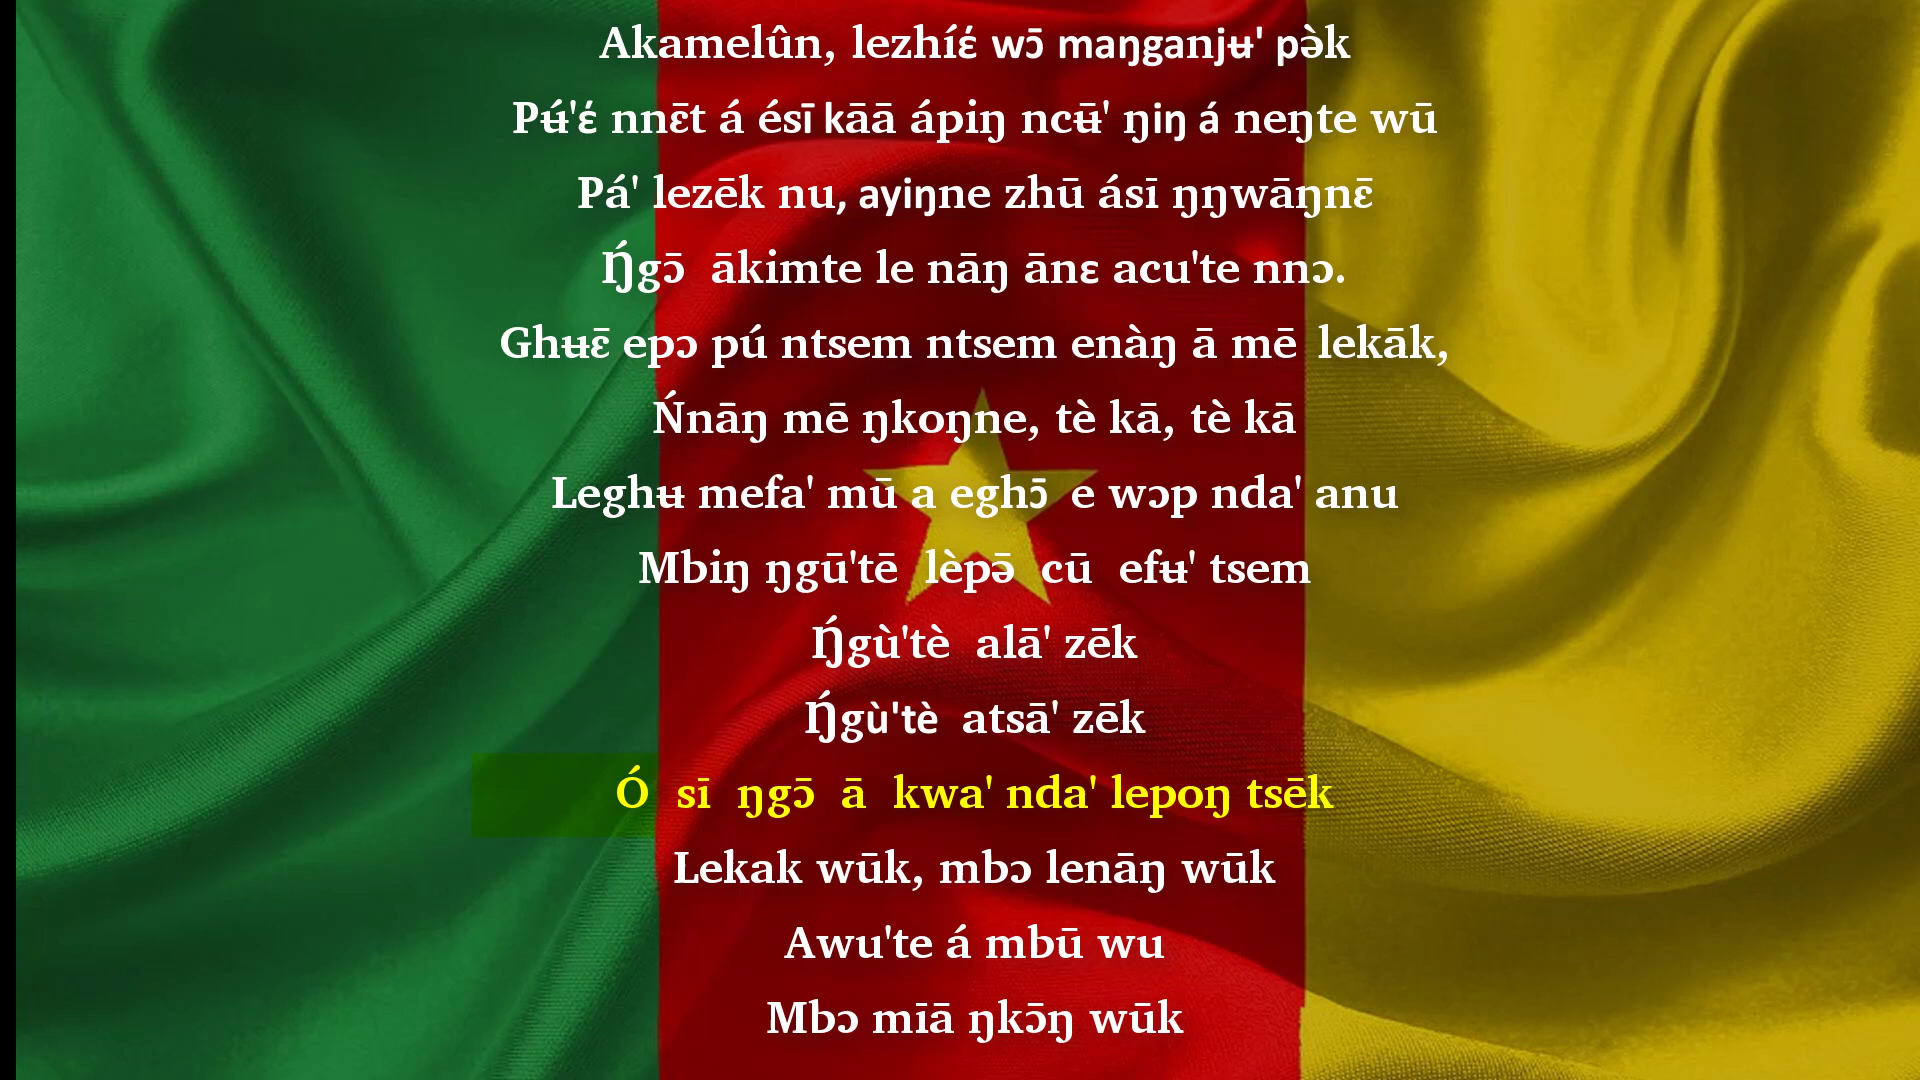 Akamelûn, lezhíɛ́ wɔ̄ maŋganjʉ' pə̀k
Pʉ́'ɛ́ nnɛ̄t á ésī kāā ápiŋ ncʉ̄' ŋiŋ á neŋte wū
Pá' lezēk nu, ayiŋne zhū ásī ŋŋwāŋnɛ̄
Ŋ́gɔ̄ ākimte le nāŋ ānɛ acu'te nnɔ.
Ghʉɛ̄ epɔ pú ntsem ntsem enàŋ ā mē lekāk,
Ńnāŋ mē ŋkoŋne, tè kā, tè kā
Leghʉ mefa' mū a eghɔ̄ e wɔp nda' anu
Mbiŋ ŋgū'tē lèpə̄ cū efʉ' tsem
Ŋ́gù'tè alā' zēk
Ŋ́gù'tè atsā' zēk
Ó sī ŋgɔ̄ ā kwa' nda' lepoŋ tsēk
Lekak wūk, mbɔ lenāŋ wūk
Awu'te á mbū wu
Mbɔ mīā ŋkɔ̄ŋ wūk